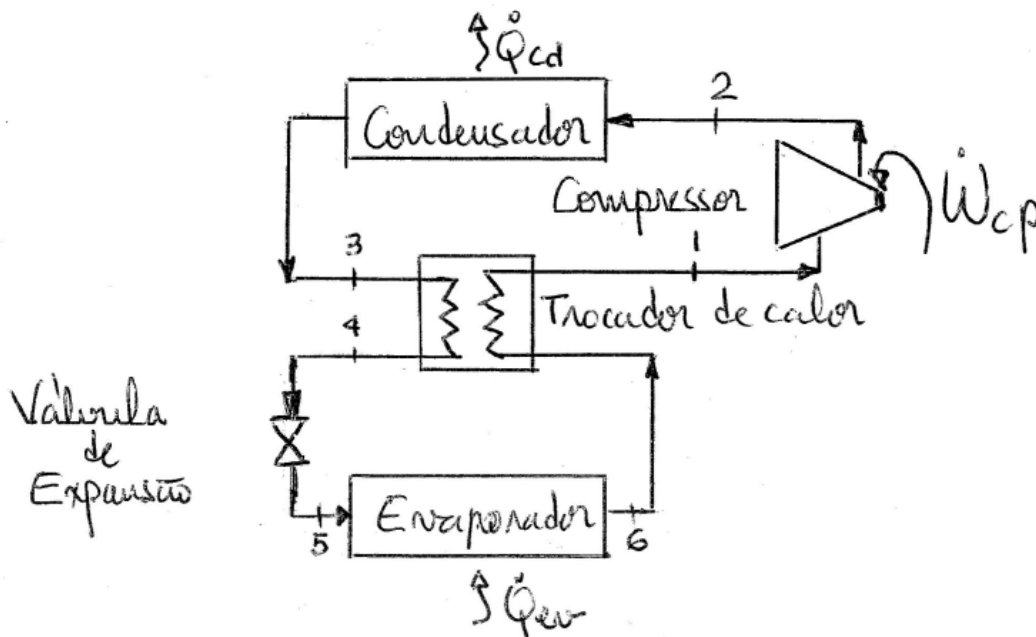 Q̇cd
Condensador
2
Compressor
Ẇcp
1
3
Trocador de calor
4
Válvula
de
Expansão
5
Evaporador
6
Q̇ev